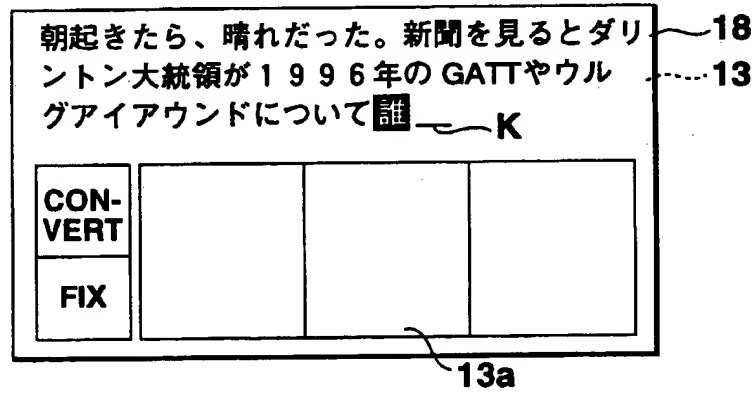 朝起きたら、晴れだった。新聞を見るとダリ
ントン大統領が１９９６年の GATTやウル
グアイアウンドについて誰
18
13
K
CON-
VERT
FIX
13a